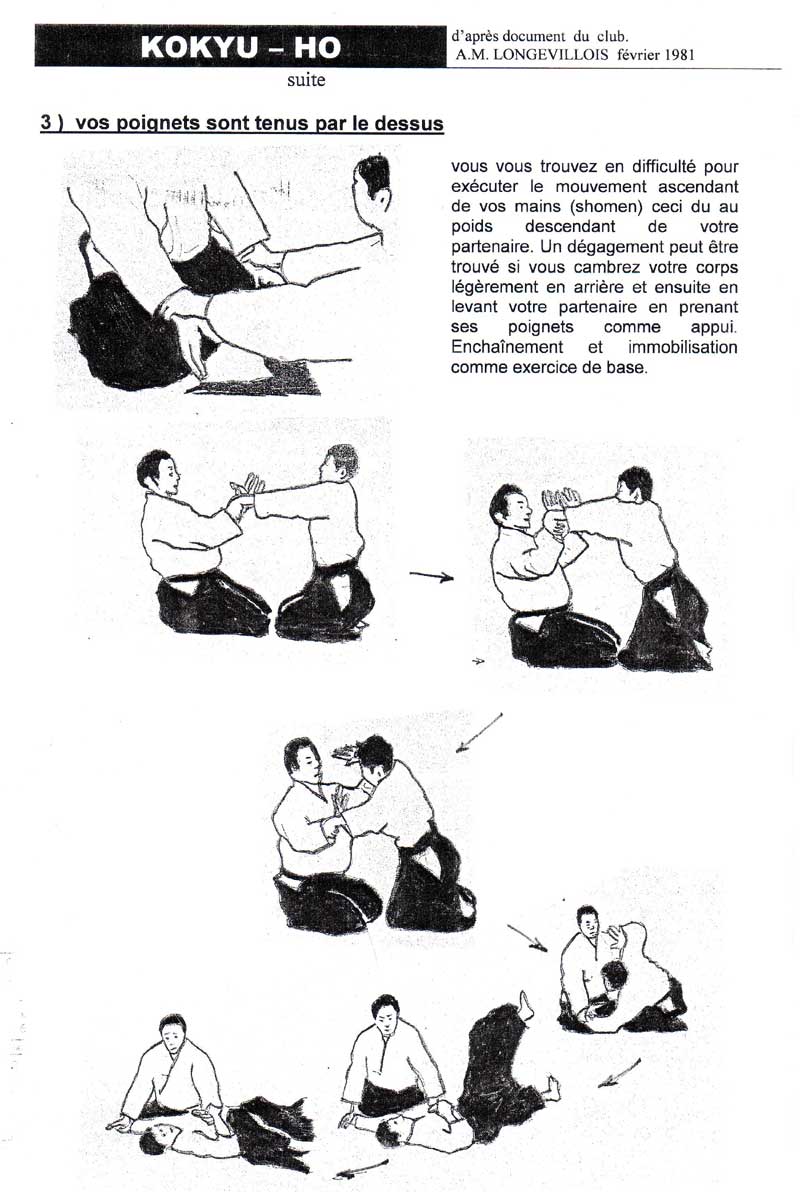 KOKYU – HO
d'après document du club.
A.M. LONGEVILLOIS février 1981
suite
3 ) vos poignets sont tenus par le dessus
vous vous trouvez en difficulté pour
exécuter le mouvement ascendant
de vos mains (shomen) ceci du au
poids descendant de votre
partenaire. Un dégagement peut être
trouvé si vous cambrez votre corps
légèrement en arrière et ensuite en
levant votre partenaire en prenant
ses poignets comme appui.
Enchaînement et immobilisation
comme exercice de base.